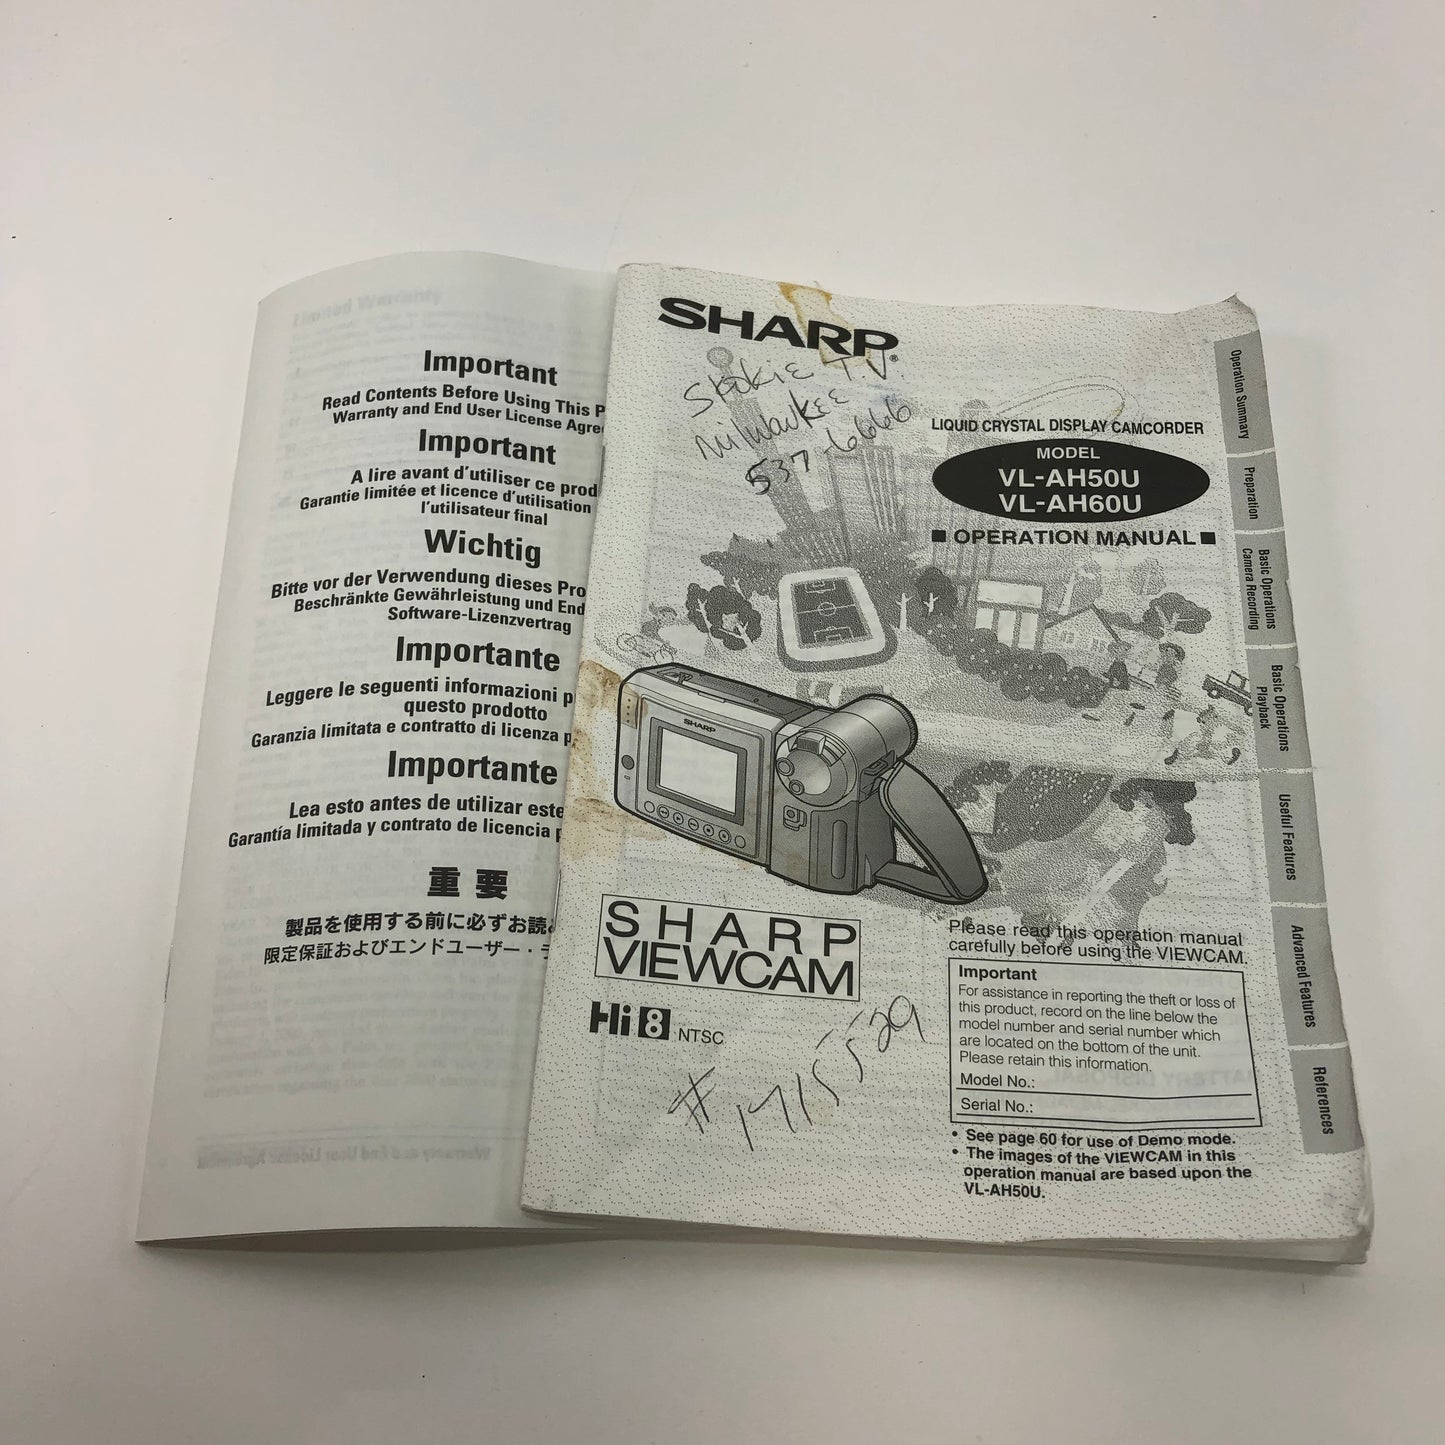 Important
Read Contents Before Using This P
Warranty and End User License Agre
Important
A lire avant d'utiliser ce prod
Garantie limitée et licence d'utilisation
l'utilisateur final
Wichtig
Bitte vor der Verwendung dieses Pro
Beschränkte Gewährleistung und End
Software-Lizenzvertrag
Importante
Leggere le seguenti informazioni p
questo prodotto
Garanzia limitata e contratto di licenza p
Importante
Lea esto antes de utilizar este
Garantía limitada y contrato de licencia p
重要
製品を使用する前に必ずお読み
限定保証およびエンドユーザー・ラ
SHARP®
Skokie T.V.
Milwaukee
537-6666
LIQUID CRYSTAL DISPLAY CAMCORDER
MODEL
VL-AH50U
VL-AH60U
■ OPERATION MANUAL ■
SHARP
SHARP
VIEWCAM
Hi8 NTSC
# 1715529
Please read this operation manual
carefully before using the VIEWCAM.
Important
For assistance in reporting the theft or loss of
this product, record on the line below the
model number and serial number which
are located on the bottom of the unit.
Please retain this information.
Model No.:
Serial No.:
• See page 60 for use of Demo mode.
• The images of the VIEWCAM in this
operation manual are based upon the
VL-AH50U.
Operation Summary
Preparation
Basic Operations
Camera Recording
Basic Operations
Playback
Useful Features
Advanced Features
References